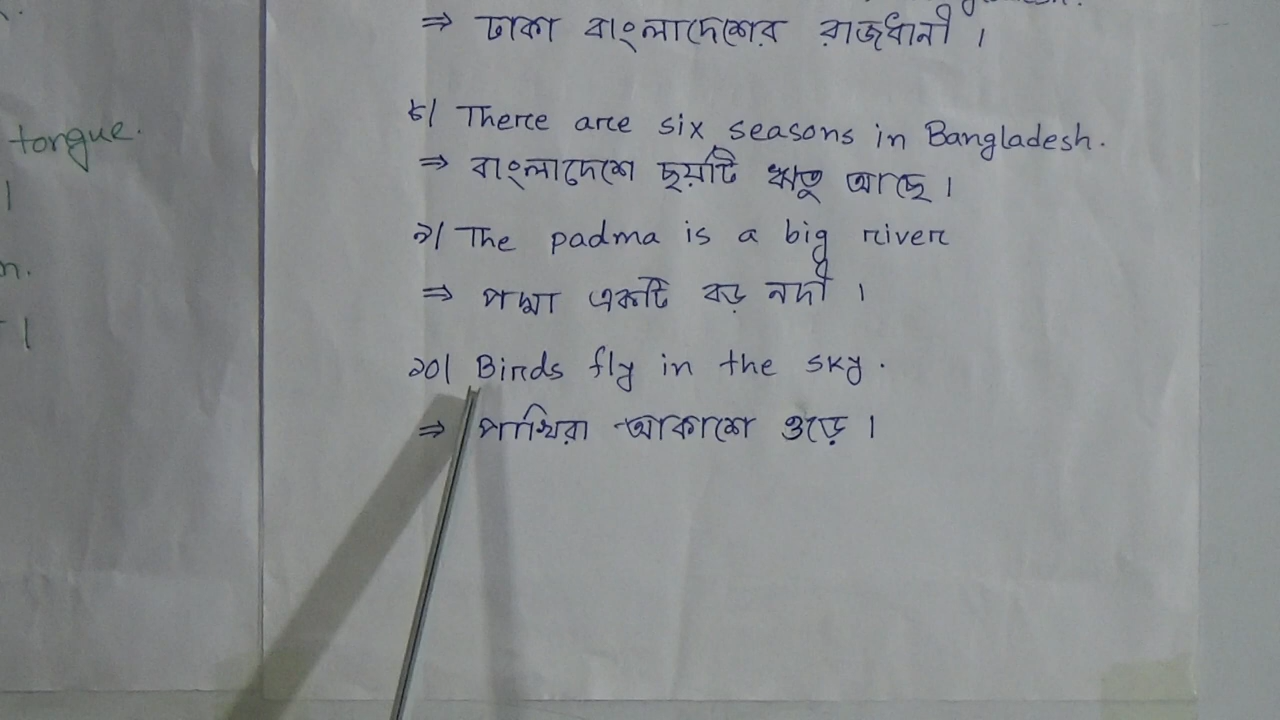 tongue.
⇒ ঢাকা বাংলাদেশের রাজধানী ।
৮। There are six seasons in Bangladesh.
⇒ বাংলাদেশে ছয়টি ঋতু আছে ।
৯। The padma is a big river
⇒ পদ্মা একটি বড় নদী ।
১০। Birds fly in the sky.
⇒ পাখিরা আকাশে ওড়ে ।